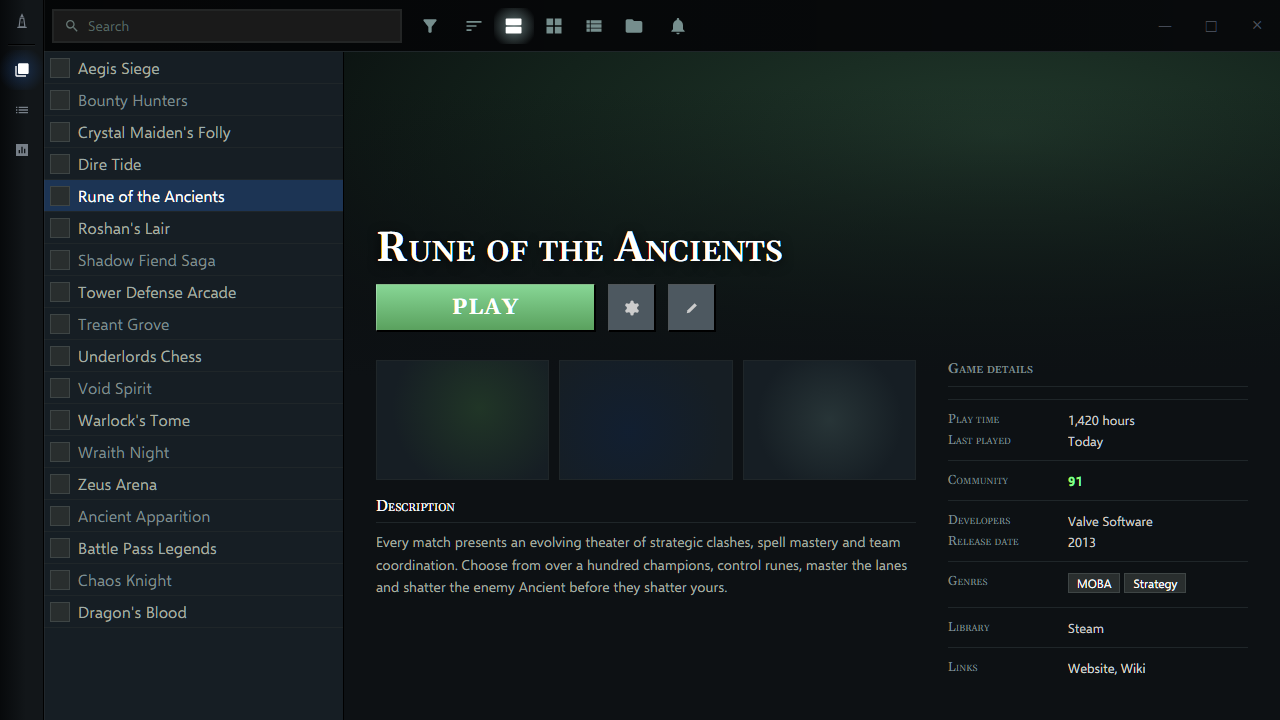 Search
Aegis Siege
Bounty Hunters
Crystal Maiden's Folly
Dire Tide
Rune of the Ancients
Roshan's Lair
Shadow Fiend Saga
Tower Defense Arcade
Treant Grove
Underlords Chess
Void Spirit
Warlock's Tome
Wraith Night
Zeus Arena
Ancient Apparition
Battle Pass Legends
Chaos Knight
Dragon's Blood
Rune of the Ancients
PLAY
Description
Every match presents an evolving theater of strategic clashes, spell mastery and team
coordination. Choose from over a hundred champions, control runes, master the lanes
and shatter the enemy Ancient before they shatter yours.
Game details
Play time 1,420 hours
Last played Today
Community 91
Developers Valve Software
Release date 2013
Genres MOBA Strategy
Library Steam
Links Website, Wiki